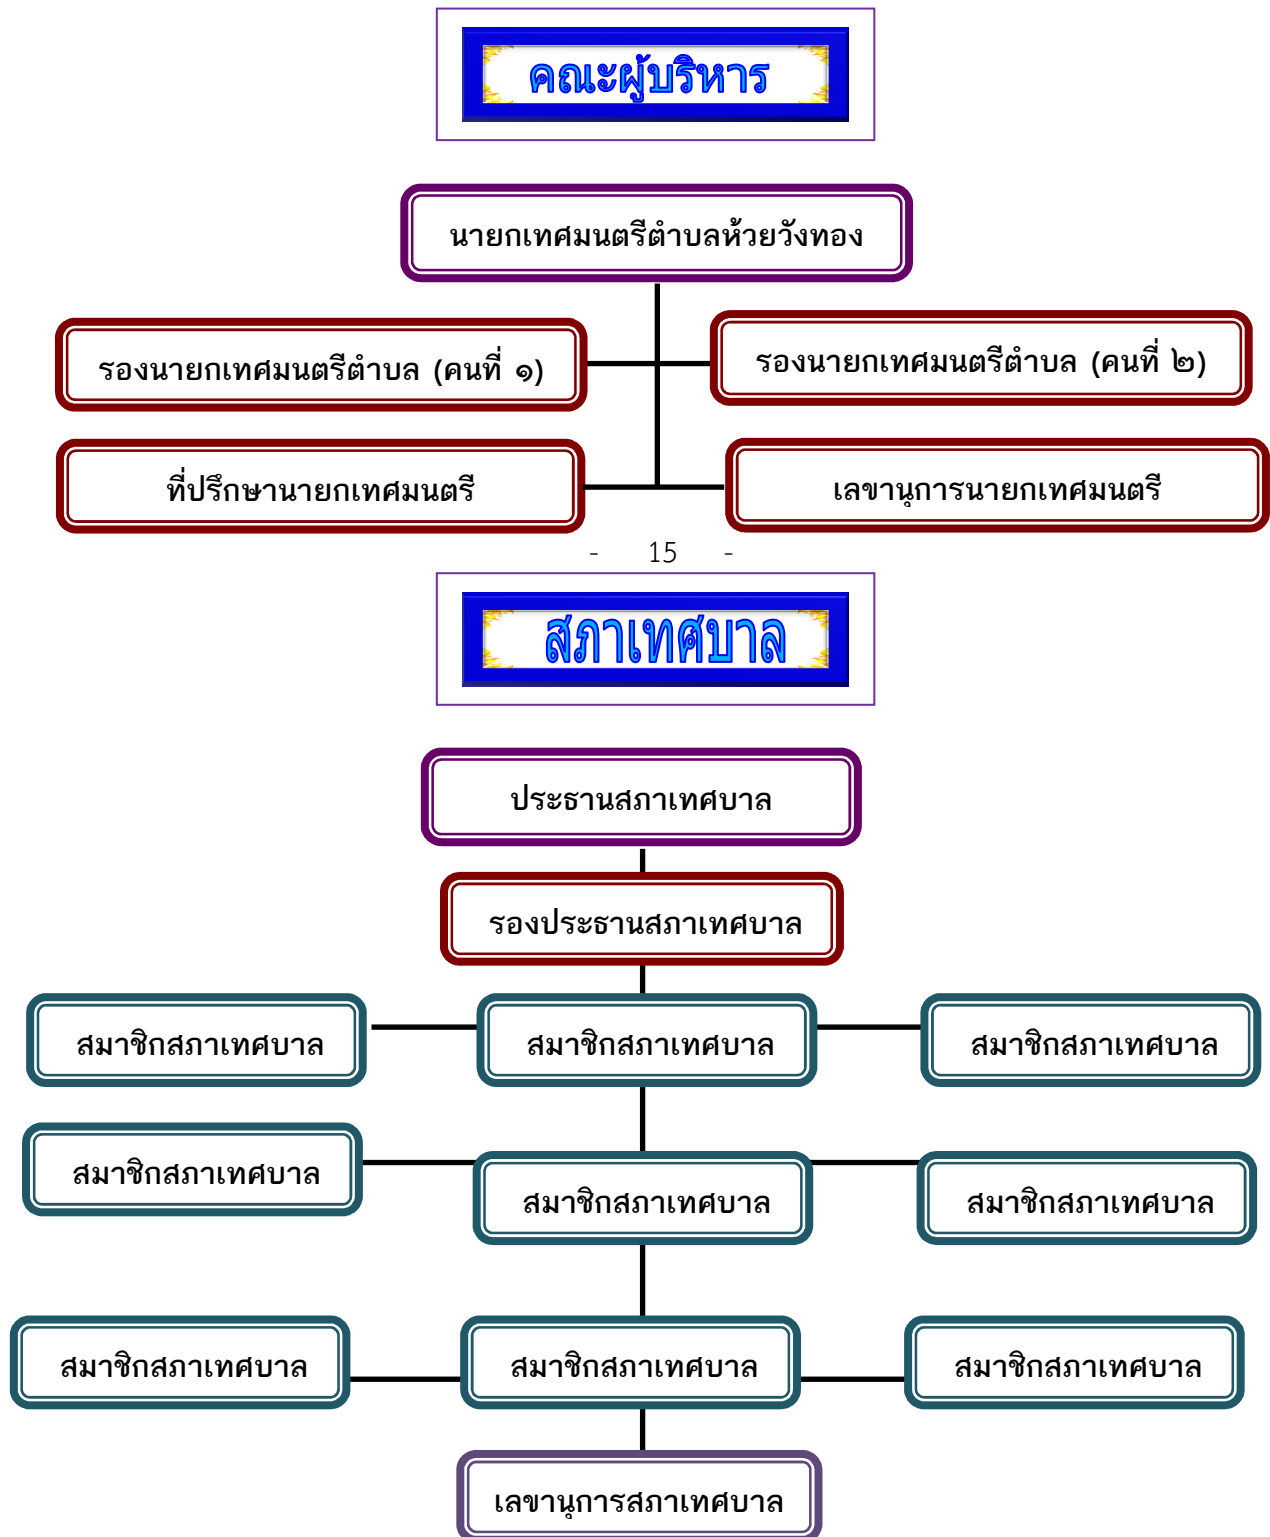 คณะผู้บริหาร
นายกเทศมนตรีตำบลห้วยวังทอง
รองนายกเทศมนตรีตำบล (คนที่ ๑)
รองนายกเทศมนตรีตำบล (คนที่ ๒)
ที่ปรึกษานายกเทศมนตรี
เลขานุการนายกเทศมนตรี
- 15 -
สภาเทศบาล
ประธานสภาเทศบาล
รองประธานสภาเทศบาล
สมาชิกสภาเทศบาล
สมาชิกสภาเทศบาล
สมาชิกสภาเทศบาล
สมาชิกสภาเทศบาล
สมาชิกสภาเทศบาล
สมาชิกสภาเทศบาล
สมาชิกสภาเทศบาล
สมาชิกสภาเทศบาล
สมาชิกสภาเทศบาล
เลขานุการสภาเทศบาล